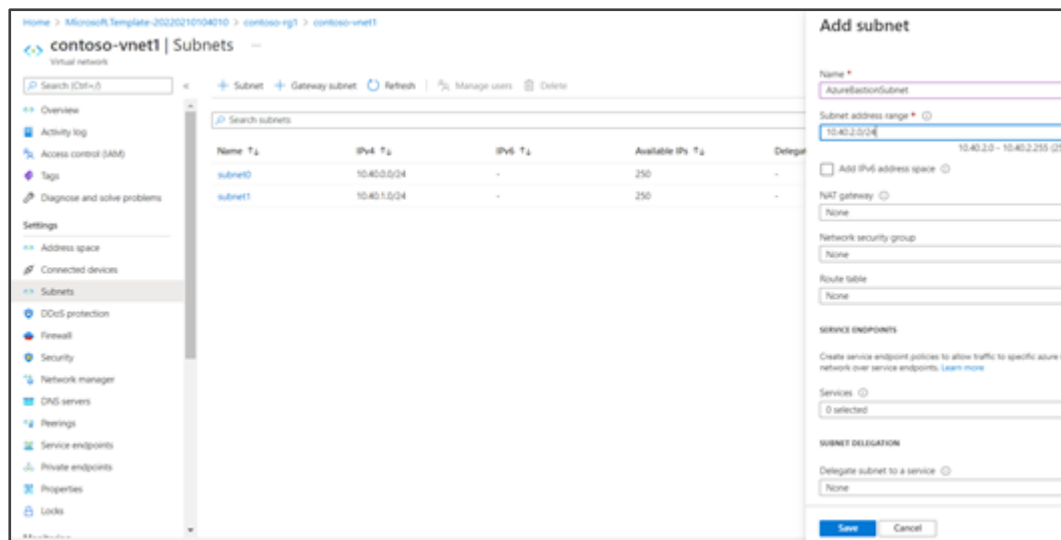 Home > Microsoft.Template-20220210104010 > contoso-rg1 > contoso-vnet1
contoso-vnet1 | Subnets ...
Virtual network
Search (Ctrl+/)
«
Overview
Activity log
Access control (IAM)
Tags
Diagnose and solve problems
Settings
Address space
Connected devices
Subnets
DDoS protection
Firewall
Security
Network manager
DNS servers
Peerings
Service endpoints
Private endpoints
Properties
Locks
+ Subnet + Gateway subnet Refresh | Manage users Delete
Search subnets
Name ↑↓ IPv4 ↑↓ IPv6 ↑↓ Available IPs ↑↓ Delegat
subnet0 10.40.0.0/24 - 250 -
subnet1 10.40.1.0/24 - 250 -
Add subnet
Name *
AzureBastionSubnet
Subnet address range *
10.40.2.0/24
10.40.2.0 - 10.40.2.255 (25
Add IPv6 address space
NAT gateway
None
Network security group
None
Route table
None
SERVICE ENDPOINTS
Create service endpoint policies to allow traffic to specific azure
network over service endpoints. Learn more
Services
0 selected
SUBNET DELEGATION
Delegate subnet to a service
None
Save Cancel